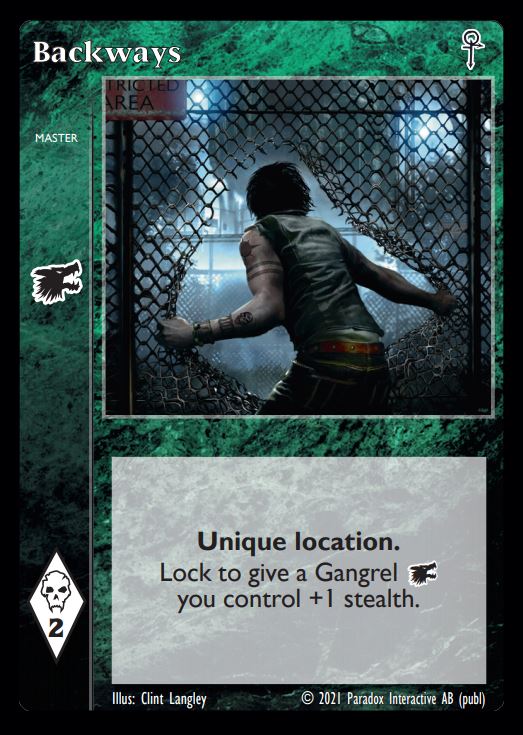 Backways
TRICTED
AREA
MASTER
Unique location.
Lock to give a Gangrel
you control +1 stealth.
2
Illus: Clint Langley
© 2021 Paradox Interactive AB (publ)